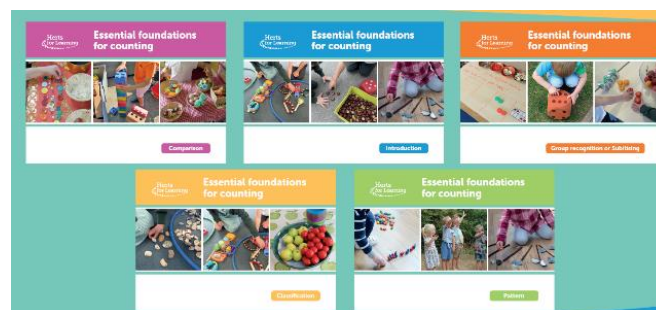 Herts
for Learning
Essential foundations
for counting
Comparison
Herts
for Learning
Essential foundations
for counting
Introduction
Herts
for Learning
Essential foundations
for counting
Group recognition or Subitising
Herts
for Learning
Essential foundations
for counting
Classification
Herts
for Learning
Essential foundations
for counting
Pattern